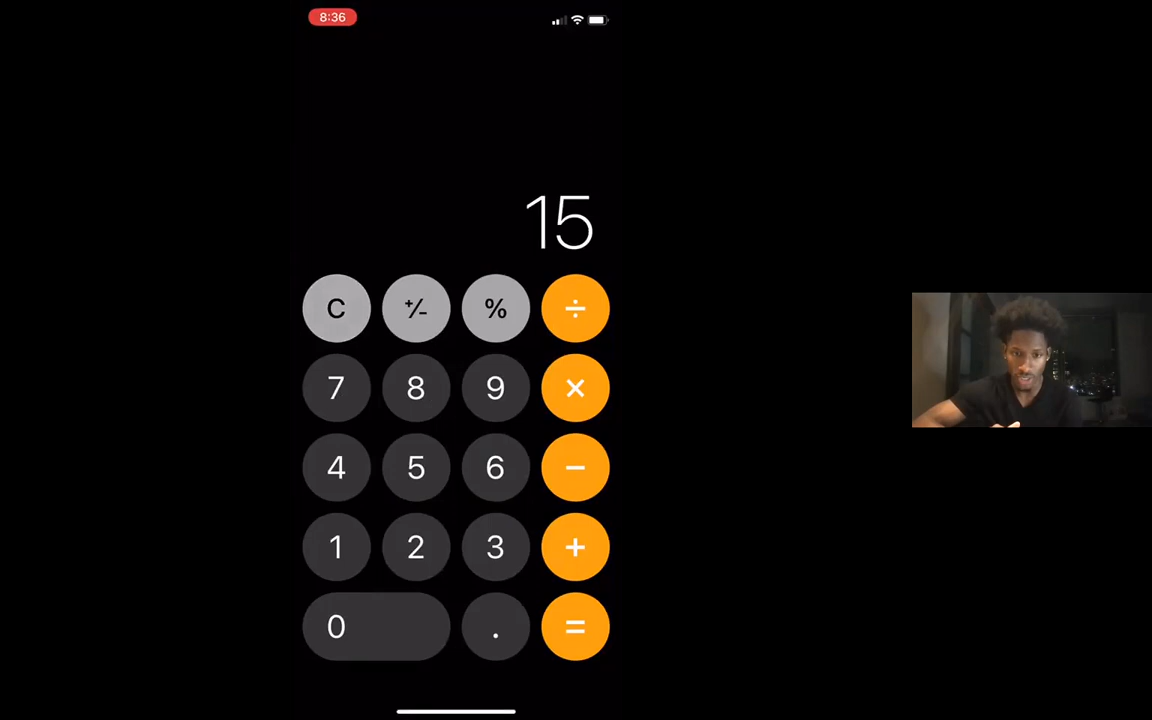 8:36
15
C ⁺∕₋ % ÷
7 8 9 ×
4 5 6 −
1 2 3 +
0 . =